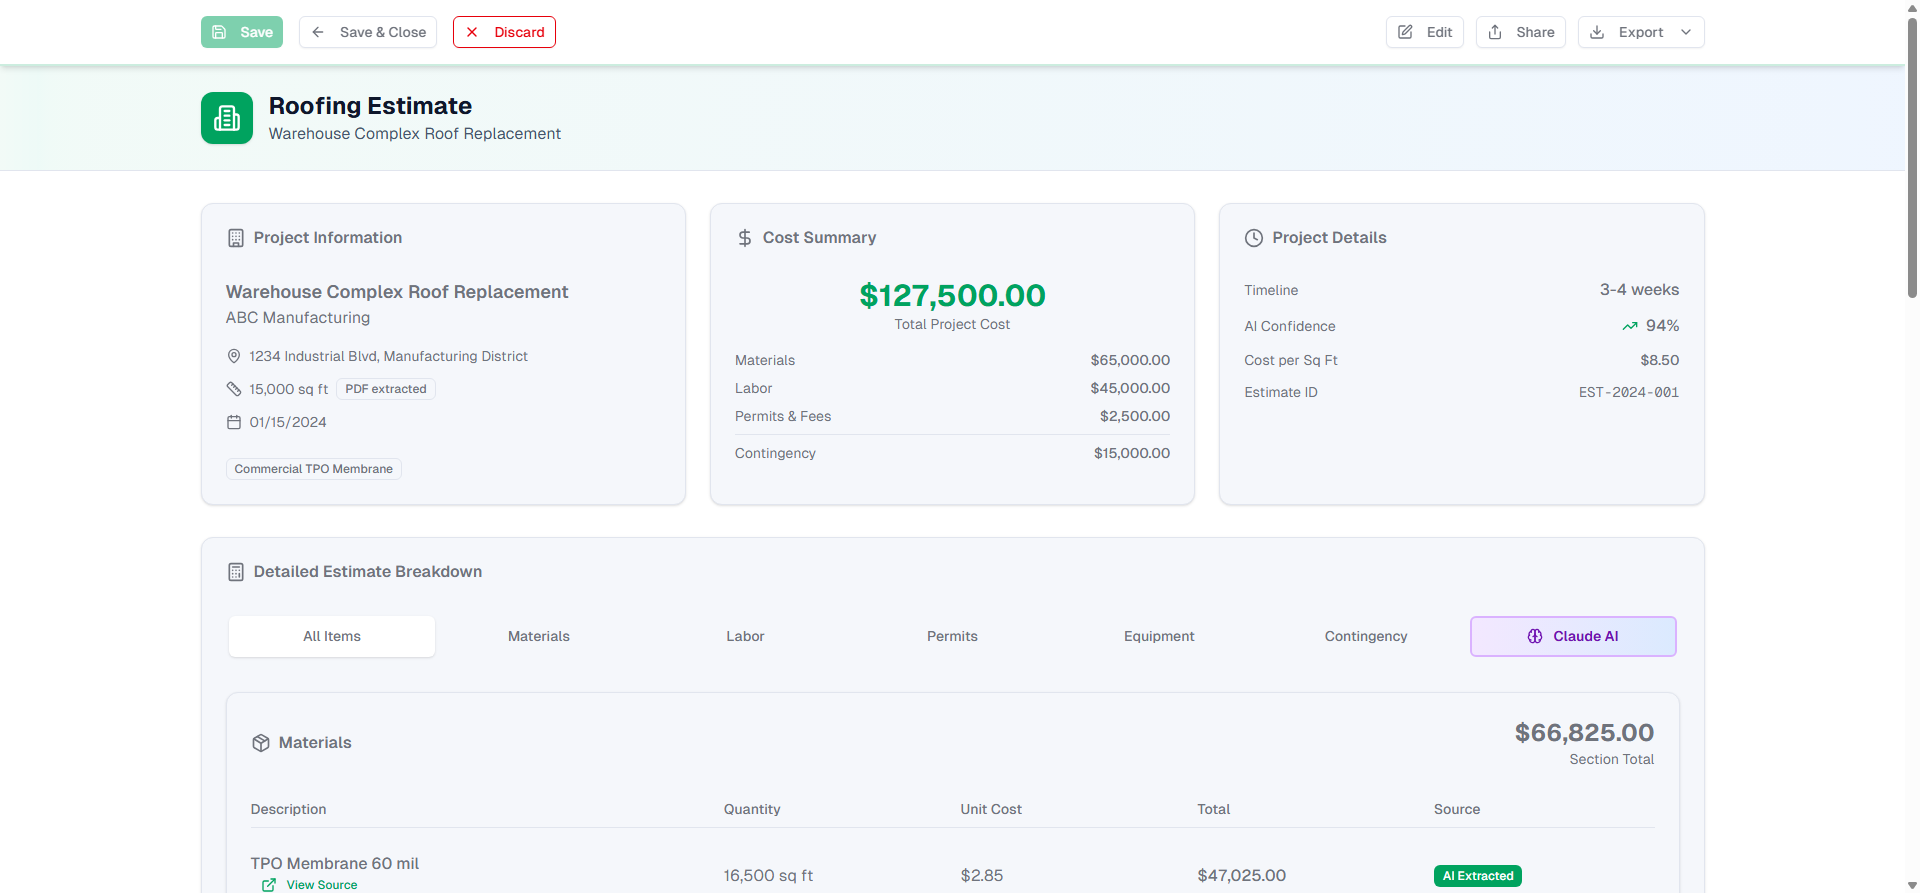 Save
Save & Close
Discard
Edit
Share
Export
Roofing Estimate
Warehouse Complex Roof Replacement
Project Information
Warehouse Complex Roof Replacement
ABC Manufacturing
1234 Industrial Blvd, Manufacturing District
15,000 sq ft PDF extracted
01/15/2024
Commercial TPO Membrane
Cost Summary
$127,500.00
Total Project Cost
Materials $65,000.00
Labor $45,000.00
Permits & Fees $2,500.00
Contingency $15,000.00
Project Details
Timeline 3-4 weeks
AI Confidence 94%
Cost per Sq Ft $8.50
Estimate ID EST-2024-001
Detailed Estimate Breakdown
All Items Materials Labor Permits Equipment Contingency Claude AI
Materials
$66,825.00
Section Total
Description Quantity Unit Cost Total Source
TPO Membrane 60 mil
View Source
16,500 sq ft $2.85 $47,025.00 AI Extracted